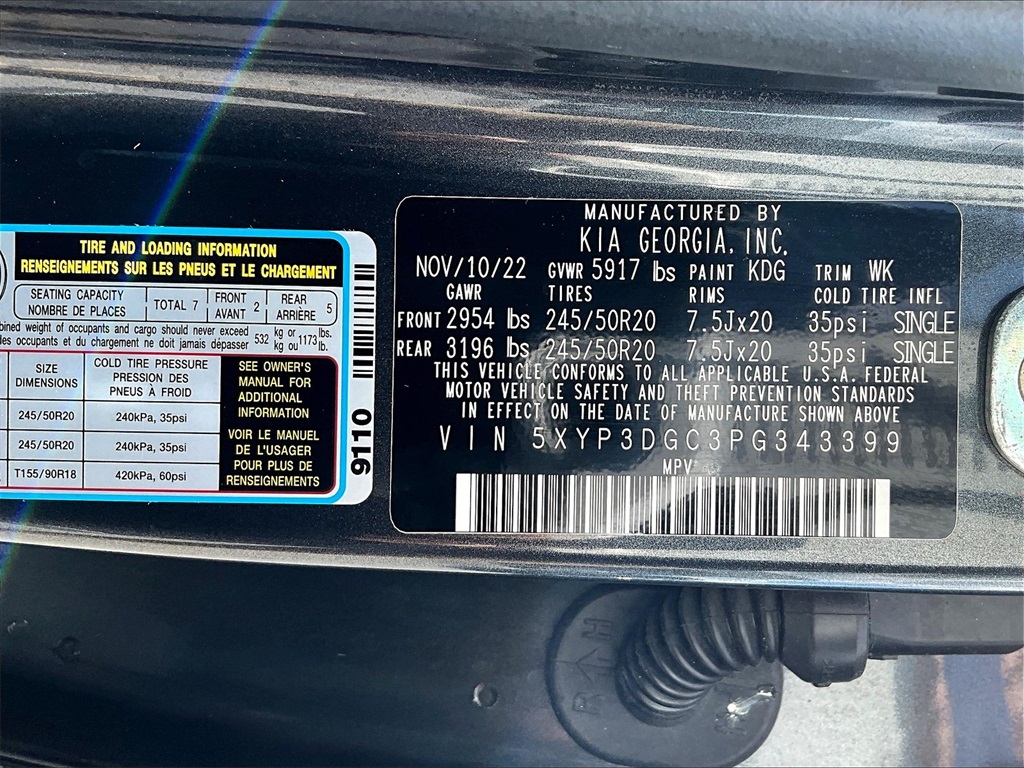 TIRE AND LOADING INFORMATION
RENSEIGNEMENTS SUR LES PNEUS ET LE CHARGEMENT
SEATING CAPACITY
NOMBRE DE PLACES
TOTAL 7
FRONT
AVANT
2
REAR
ARRIÈRE
5
weight of occupants and cargo should never exceed
des occupants et du chargement ne doit jamais dépasser
532
kg or
kg ou
1173
lbs.
lb.
SIZE
DIMENSIONS
COLD TIRE PRESSURE
PRESSION DES
PNEUS À FROID
245/50R20
240kPa, 35psi
245/50R20
240kPa, 35psi
T155/90R18
420kPa, 60psi
SEE OWNER'S
MANUAL FOR
ADDITIONAL
INFORMATION
VOIR LE MANUEL
DE L'USAGER
POUR PLUS DE
RENSEIGNEMENTS
9110
MANUFACTURED BY
KIA GEORGIA, INC.
NOV/10/22 GVWR 5917 lbs PAINT KDG TRIM WK
GAWR TIRES RIMS COLD TIRE INFL
FRONT 2954 lbs 245/50R20 7.5Jx20 35psi SINGLE
REAR 3196 lbs 245/50R20 7.5Jx20 35psi SINGLE
THIS VEHICLE CONFORMS TO ALL APPLICABLE U.S.A. FEDERAL
MOTOR VEHICLE SAFETY AND THEFT PREVENTION STANDARDS
IN EFFECT ON THE DATE OF MANUFACTURE SHOWN ABOVE
VIN 5XYP3DGC3PG343399
MPV